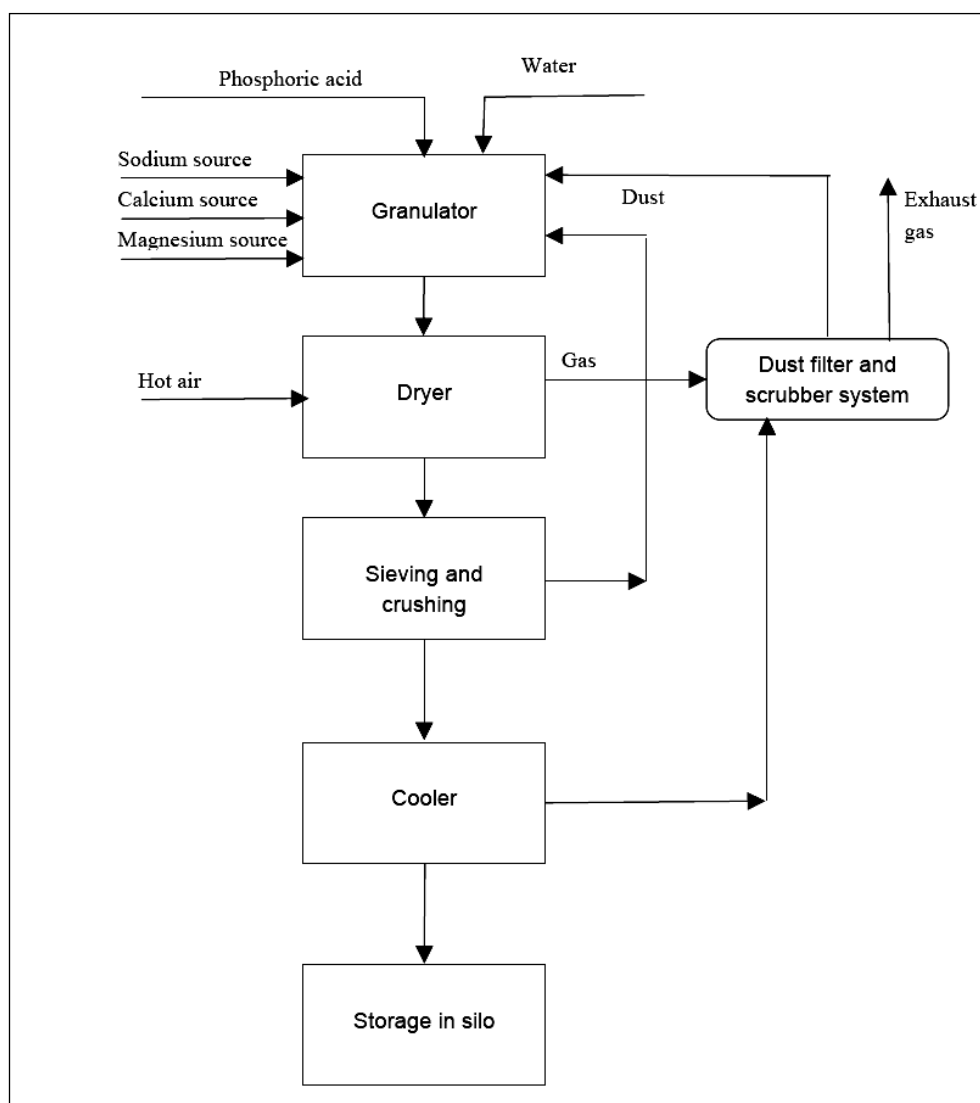 Phosphoric acid
Water
Sodium source
Calcium source
Magnesium source
Granulator
Dust
Exhaust
gas
Hot air
Dryer
Gas
Dust filter and
scrubber system
Sieving and
crushing
Cooler
Storage in silo